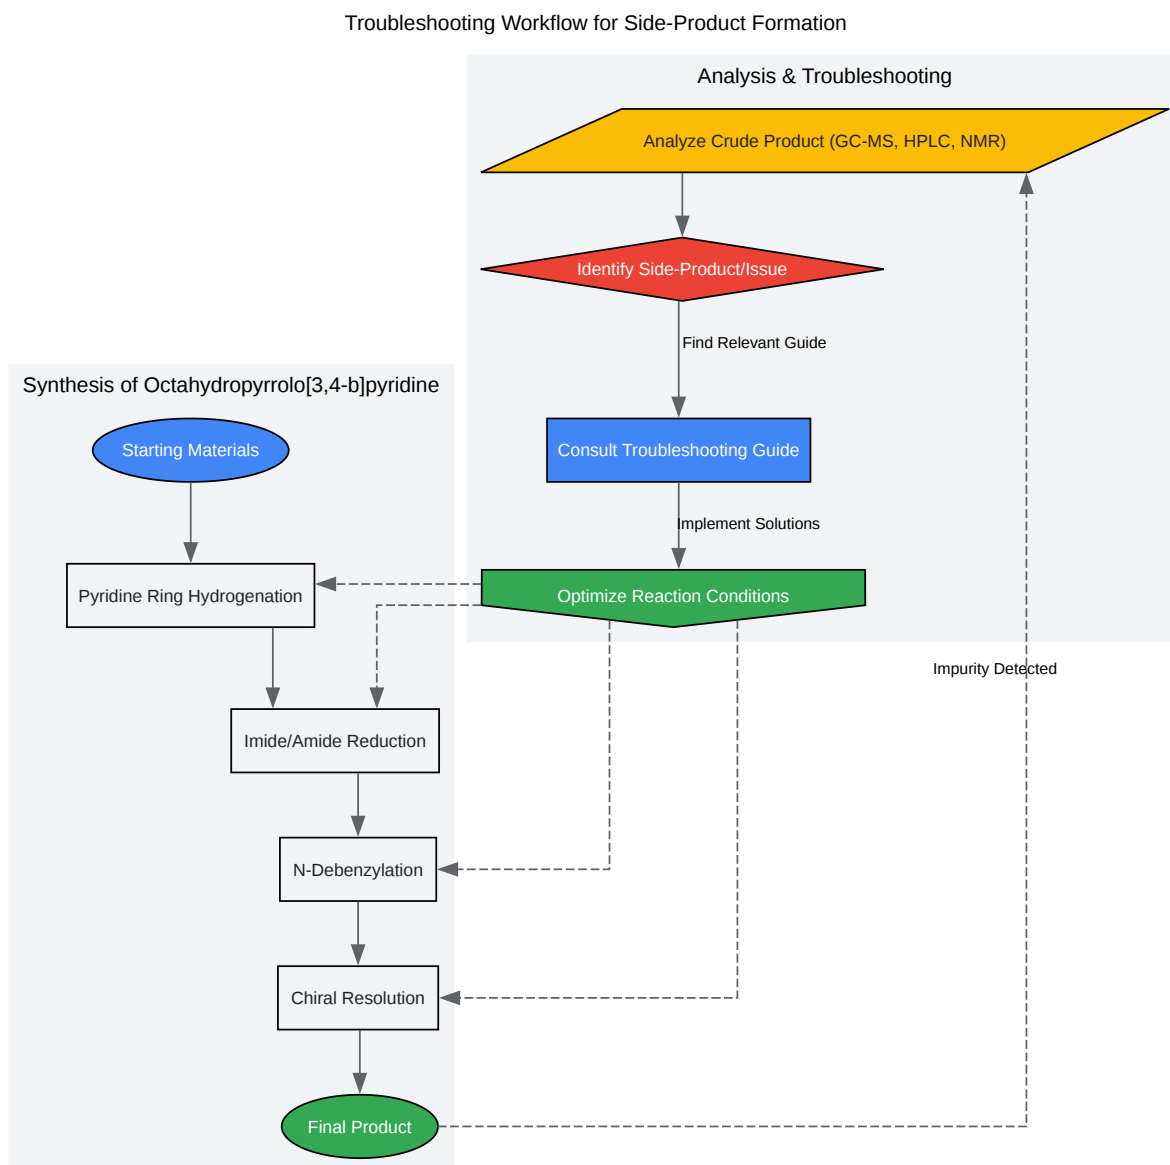 Troubleshooting Workflow for Side-Product Formation
Analysis & Troubleshooting
Analyze Crude Product (GC-MS, HPLC, NMR)
Identify Side-Product/Issue
Find Relevant Guide
Consult Troubleshooting Guide
Implement Solutions
Optimize Reaction Conditions
Impurity Detected
Synthesis of Octahydropyrrolo[3,4-b]pyridine
Starting Materials
Pyridine Ring Hydrogenation
Imide/Amide Reduction
N-Debenzylation
Chiral Resolution
Final Product